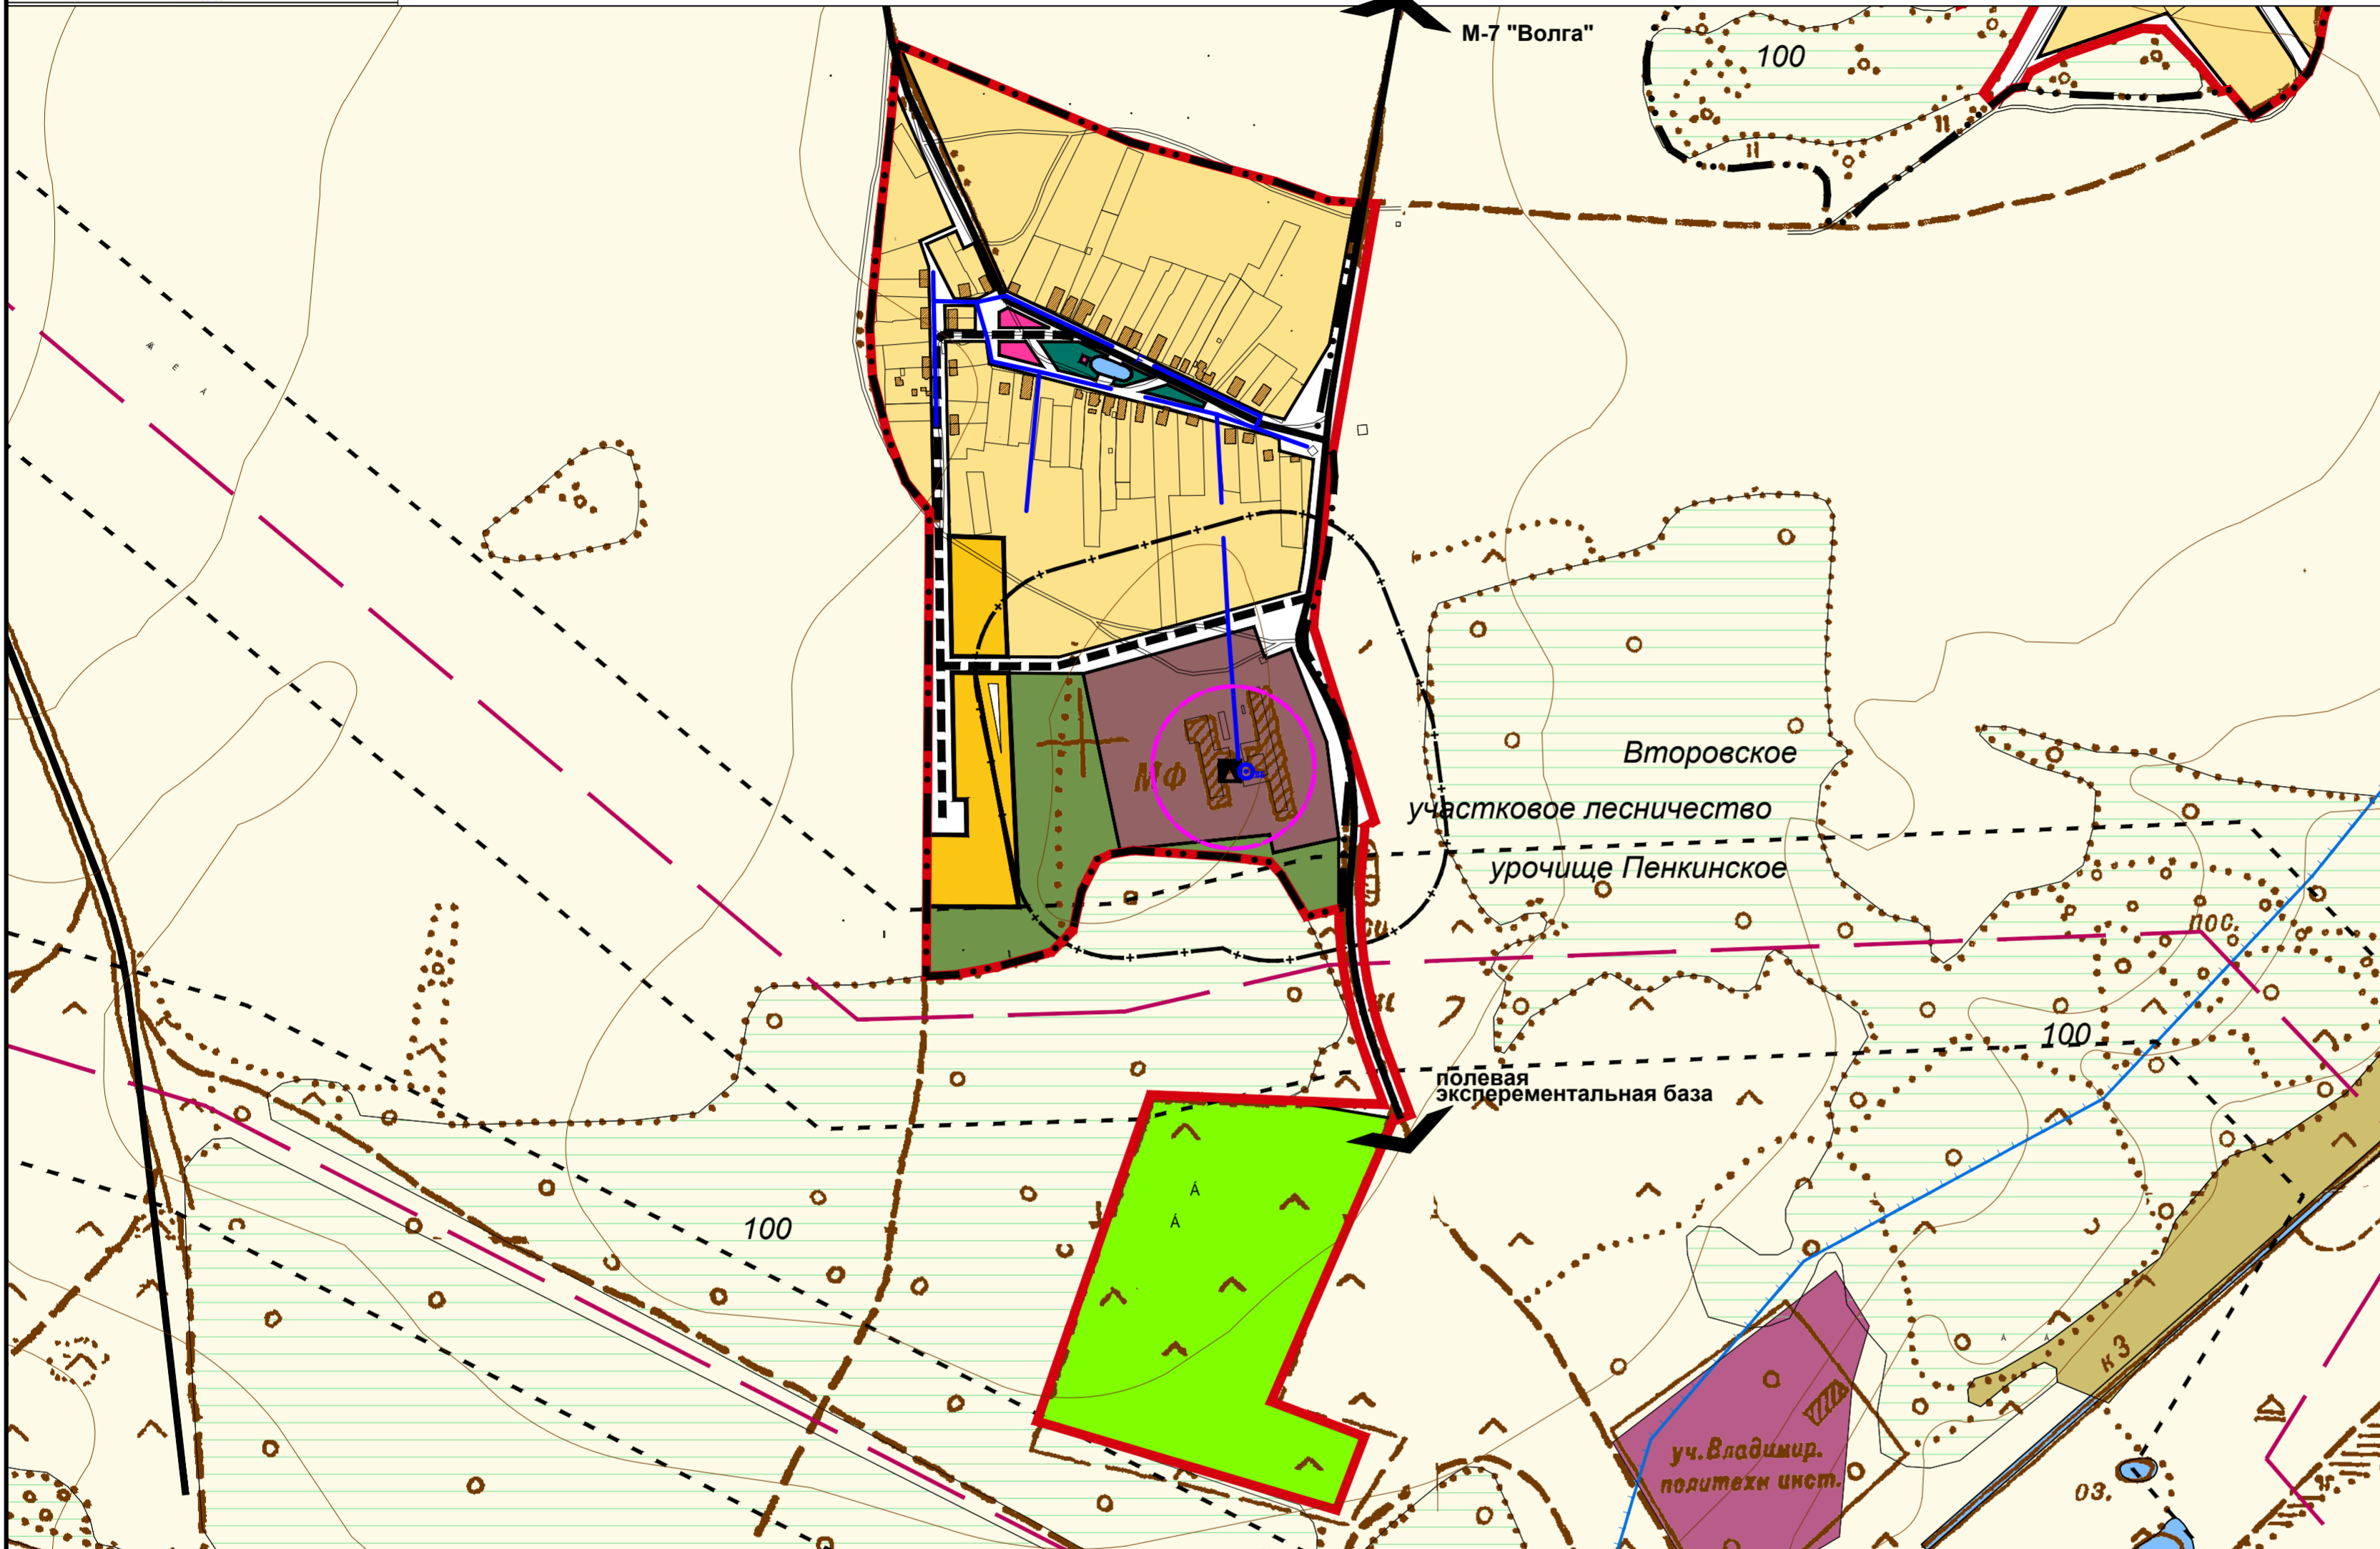 М-7 "Волга"
100
МФ
Второвское
участковое лесничество
урочище Пенкинское
пос.
100
полевая
эксперементальная база
Á
Á
100
к 3
уч.Владимир.
политехн инст.
оз.